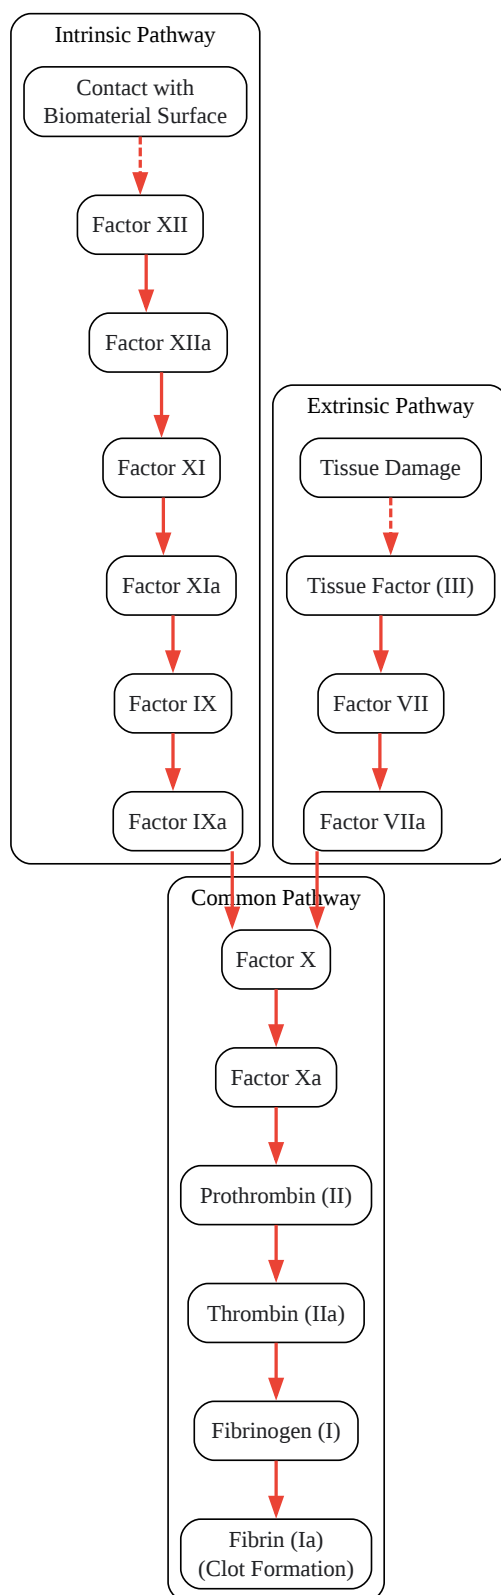 Intrinsic Pathway
Contact with
Biomaterial Surface
Factor XII
Factor XIIa
Factor XI
Factor XIa
Factor IX
Factor IXa
Extrinsic Pathway
Tissue Damage
Tissue Factor (III)
Factor VII
Factor VIIa
Common Pathway
Factor X
Factor Xa
Prothrombin (II)
Thrombin (IIa)
Fibrinogen (I)
Fibrin (Ia)
(Clot Formation)